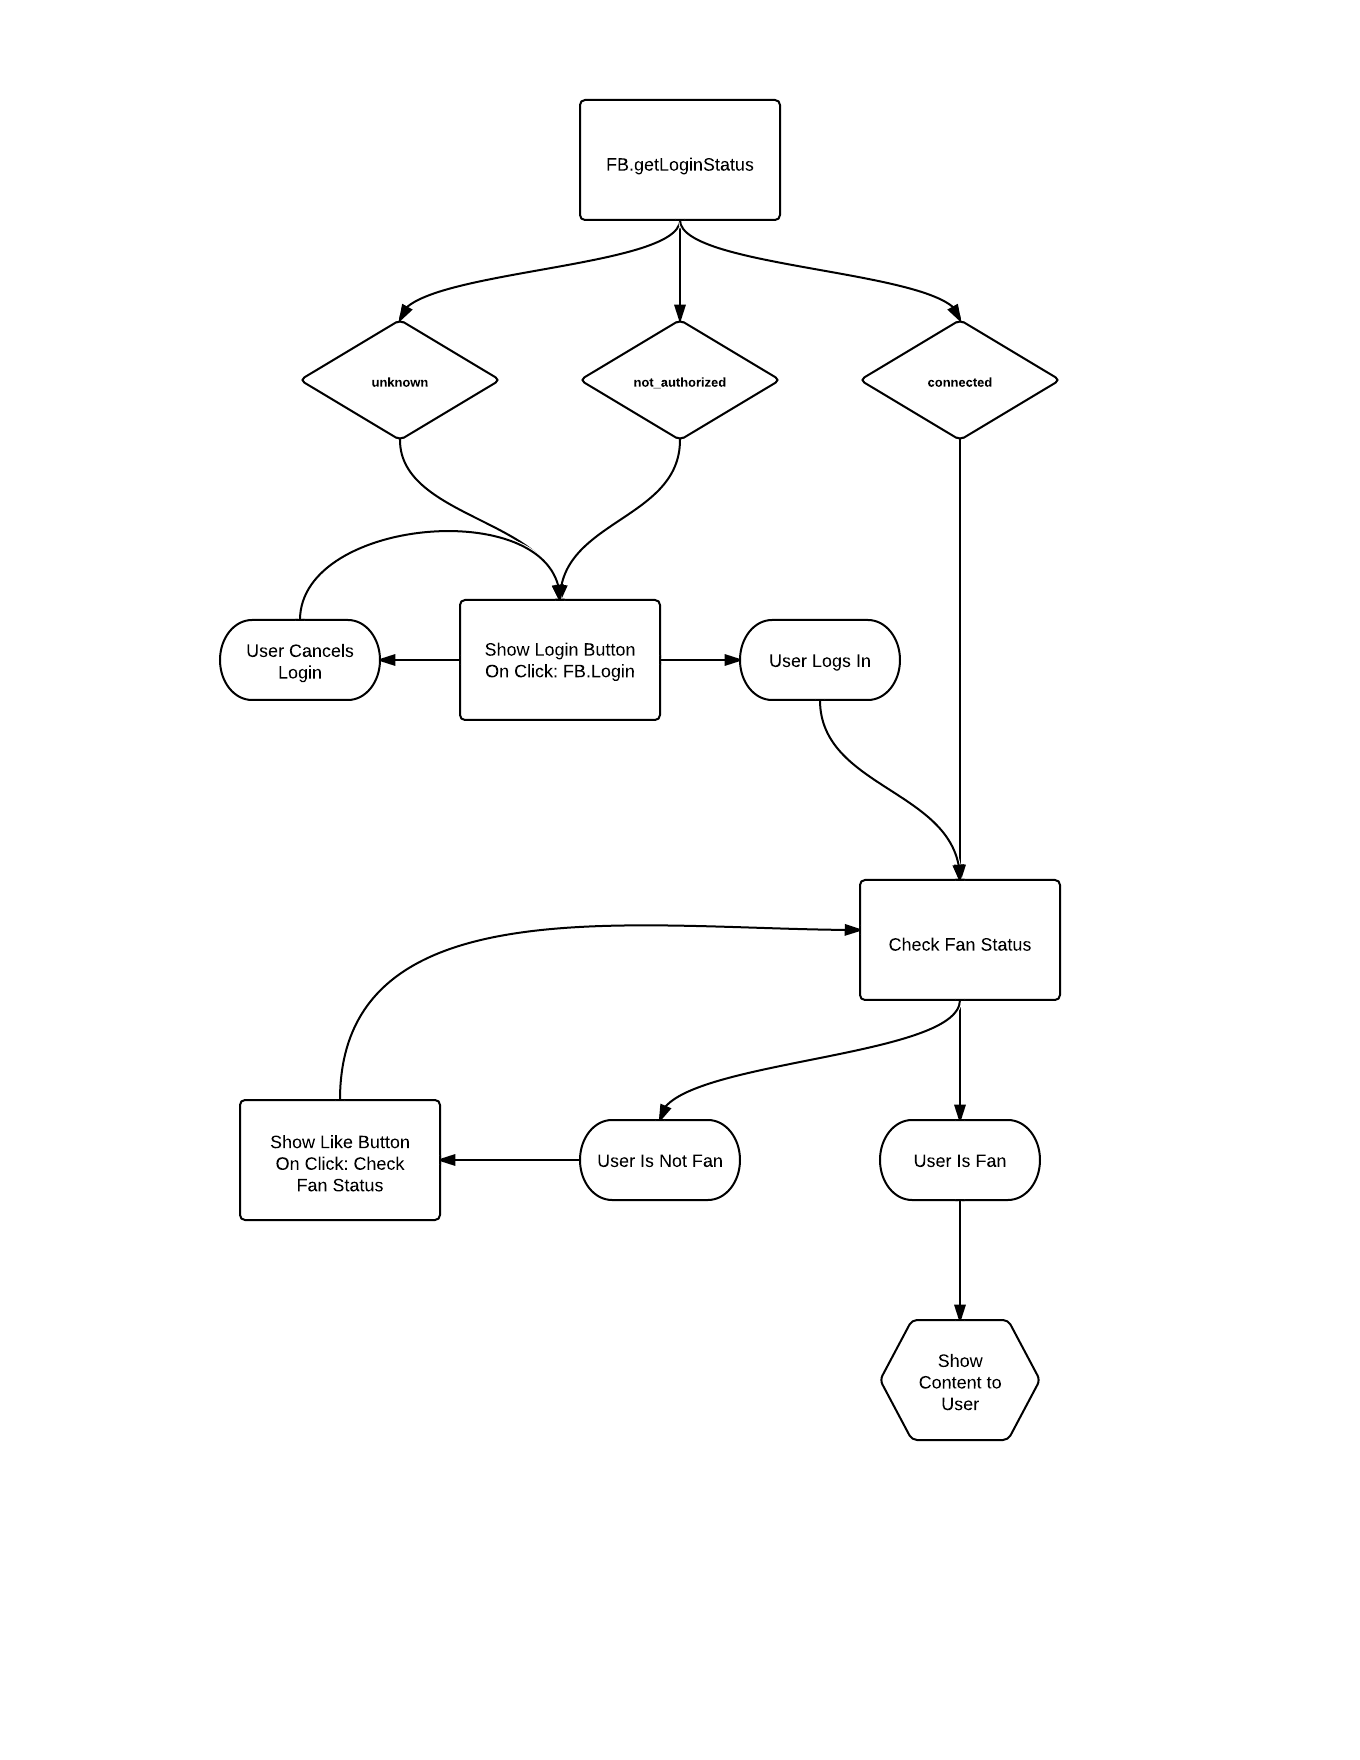 FB.getLoginStatus
unknown
not_authorized
connected
User Cancels
Login
Show Login Button
On Click: FB.Login
User Logs In
Check Fan Status
Show Like Button
On Click: Check
Fan Status
User Is Not Fan
User Is Fan
Show
Content to
User